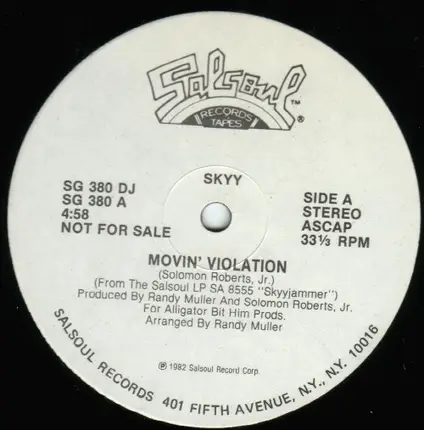 Salsoul ™
RECORDS ®
TAPES
SKYY
SG 380 DJ
SG 380 A
4:58
NOT FOR SALE
SIDE A
STEREO
ASCAP
33⅓ RPM
MOVIN' VIOLATION
(Solomon Roberts, Jr.)
(From The Salsoul LP SA 8555 "Skyyjammer")
Produced By Randy Muller And Solomon Roberts, Jr.
For Alligator Bit Him Prods.
Arranged By Randy Muller
℗ 1982 Salsoul Record Corp.
SALSOUL RECORDS 401 FIFTH AVENUE, N.Y., N.Y. 10016